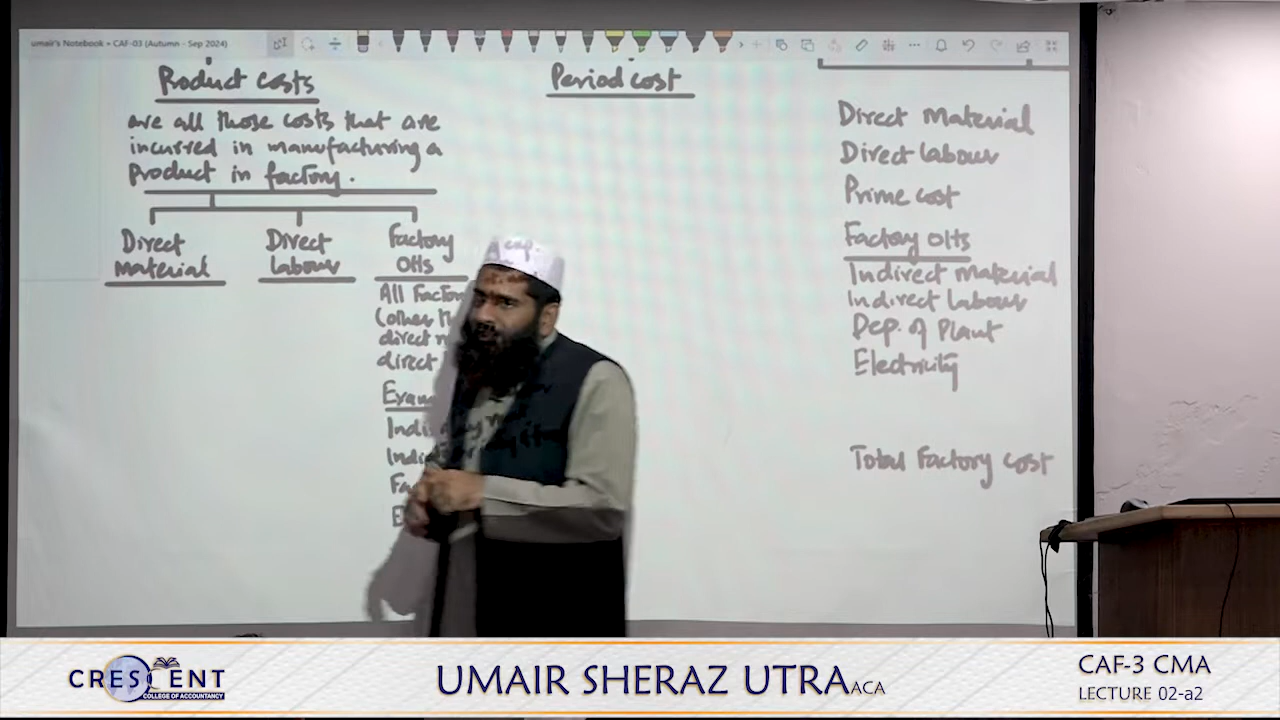 umair's Notebook • CAF-03 (Autumn - Sep 2024)
Product costs
are all those costs that are
incurred in manufacturing a
product in factory.
Direct
Material
Direct
labour
Factory
OHs
All Facto
(other th
direct m
direct l
Exam
Indi
Indi
Fa
E
Period cost
Direct Material
Direct labour
Prime cost
Factory OHs
Indirect Material
Indirect labour
Dep. of Plant
Electricity
Total Factory cost
CRESCENT
COLLEGE OF ACCOUNTANCY
UMAIR SHERAZ UTRA ACA
CAF-3 CMA
LECTURE 02-a2